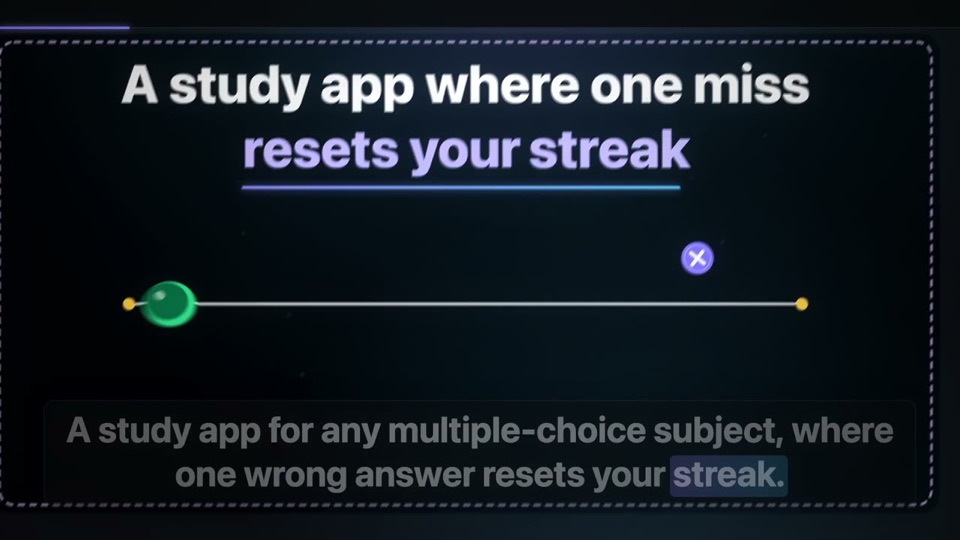 A study app where one miss
resets your streak
A study app for any multiple-choice subject, where
one wrong answer resets your streak.